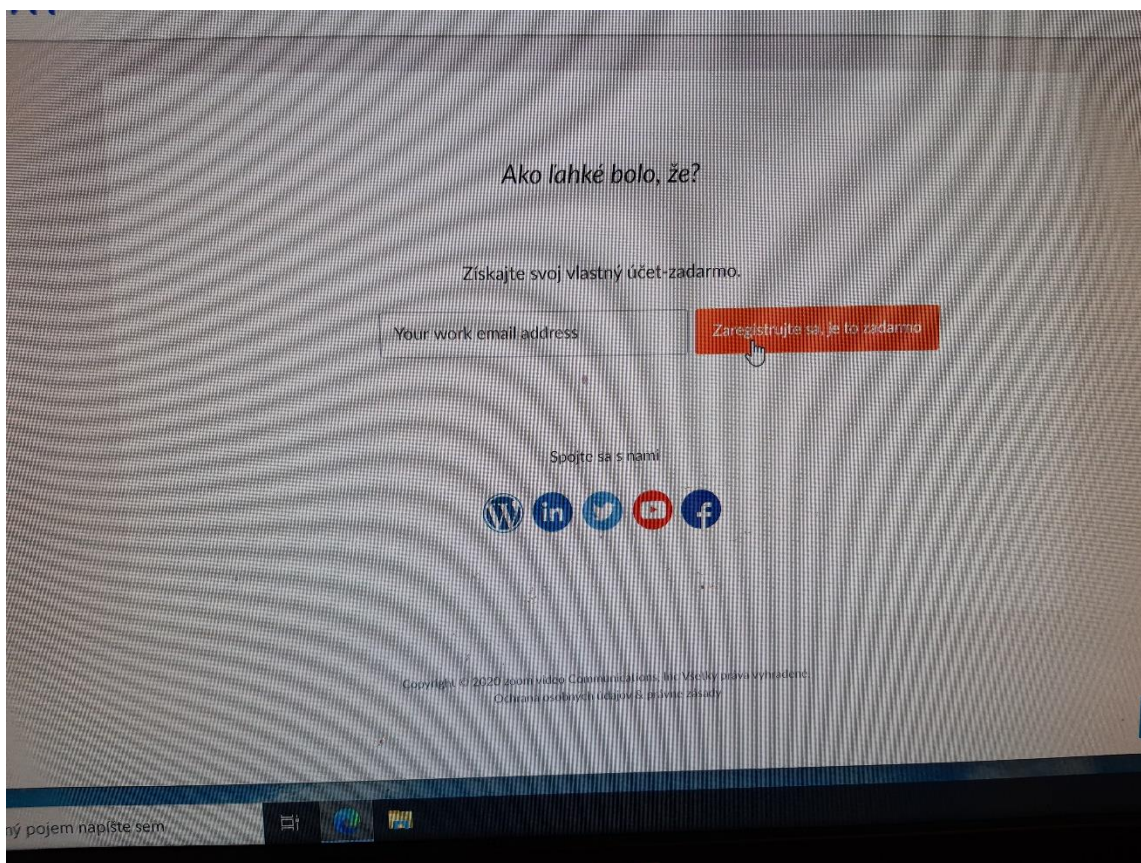 Ako ľahké bolo, že?
Získajte svoj vlastný účet-zadarmo.
Your work email address
Zaregistrujte sa, je to zadarmo
Spojte sa s nami
in
Copyright © 2020 zoom video Communications, Inc Všetky práva vyhradené.
Ochrana osobných údajov & právne zásady
ný pojem napíšte sem